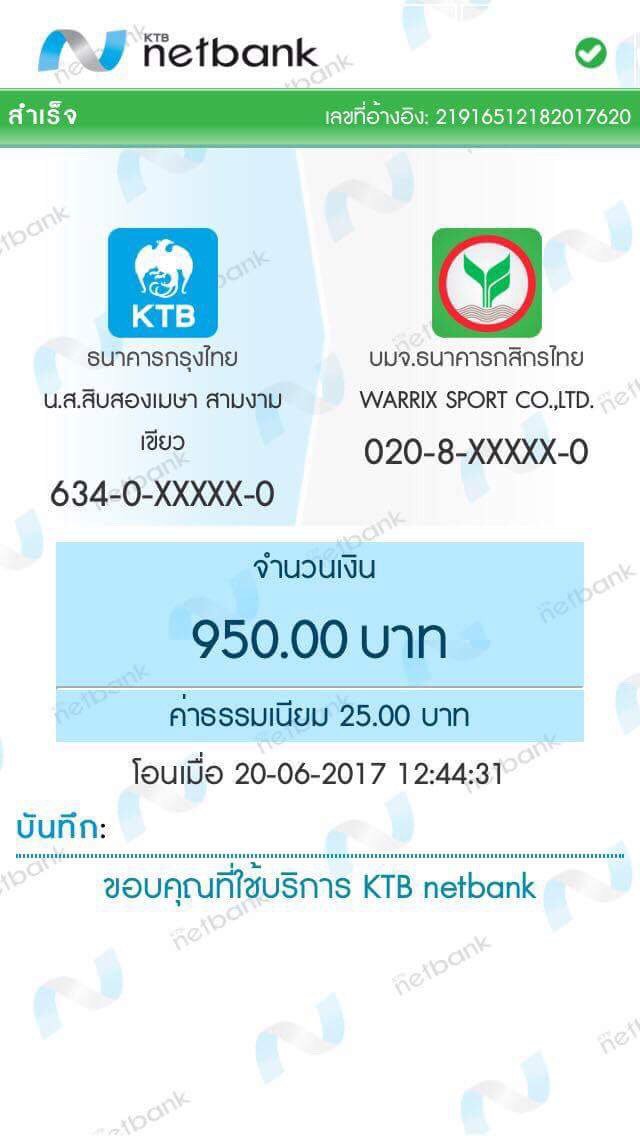 KTB
netbank
สำเร็จ
เลขที่อ้างอิง: 21916512182017620
KTB
ธนาคารกรุงไทย
น.ส.สิบสองเมษา สามงาม
เขียว
634-0-XXXXX-0
บมจ.ธนาคารกสิกรไทย
WARRIX SPORT CO.,LTD.
020-8-XXXXX-0
จำนวนเงิน
950.00 บาท
ค่าธรรมเนียม 25.00 บาท
โอนเมื่อ 20-06-2017 12:44:31
บันทึก:
ขอบคุณที่ใช้บริการ KTB netbank